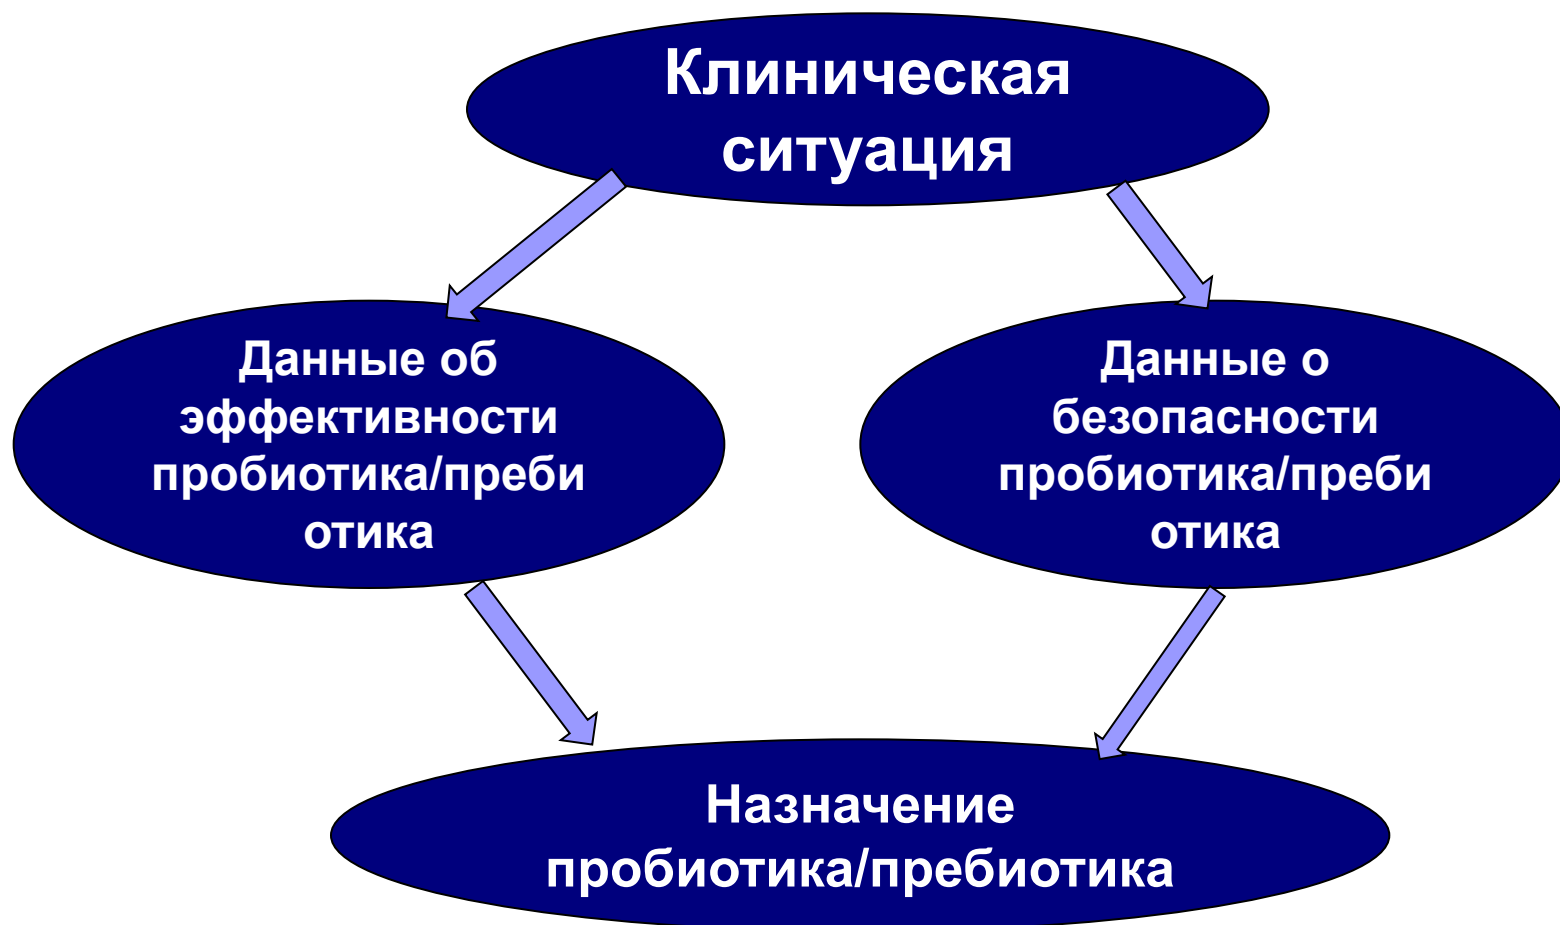 Клиническая
ситуация
Данные об
эффективности
пробиотика/преби
отика
Данные о
безопасности
пробиотика/преби
отика
Назначение
пробиотика/пребиотика